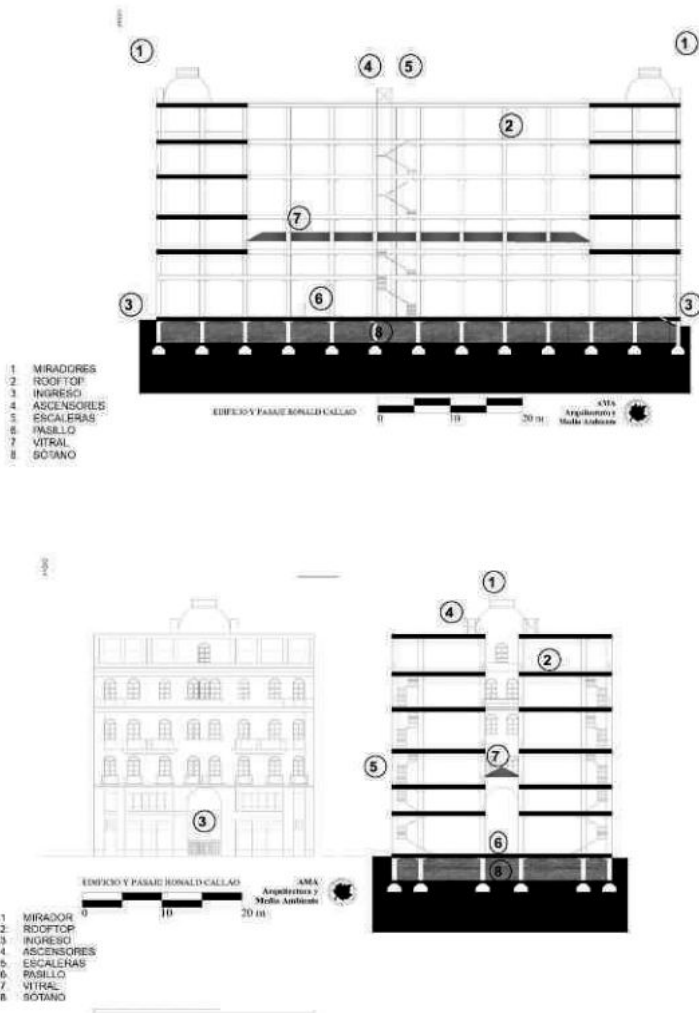 1
1
4
5
2
7
3
6
3
8
1 MIRADORES
2 ROOFTOP
3 INGRESO
4 ASCENSORES
5 ESCALERAS
6 PASILLO
7 VITRAL
8 SÓTANO
EDIFICIO Y PASAJE RONALD CALLAO
0 10 20 m
AMA
Arquitectura y
Medio Ambiente
1
4
2
7
5
3
6
8
EDIFICIO Y PASAJE RONALD CALLAO
0 10 20 m
AMA
Arquitectura y
Medio Ambiente
1 MIRADOR
2 ROOFTOP
3 INGRESO
4 ASCENSORES
5 ESCALERAS
6 PASILLO
7 VITRAL
8 SÓTANO